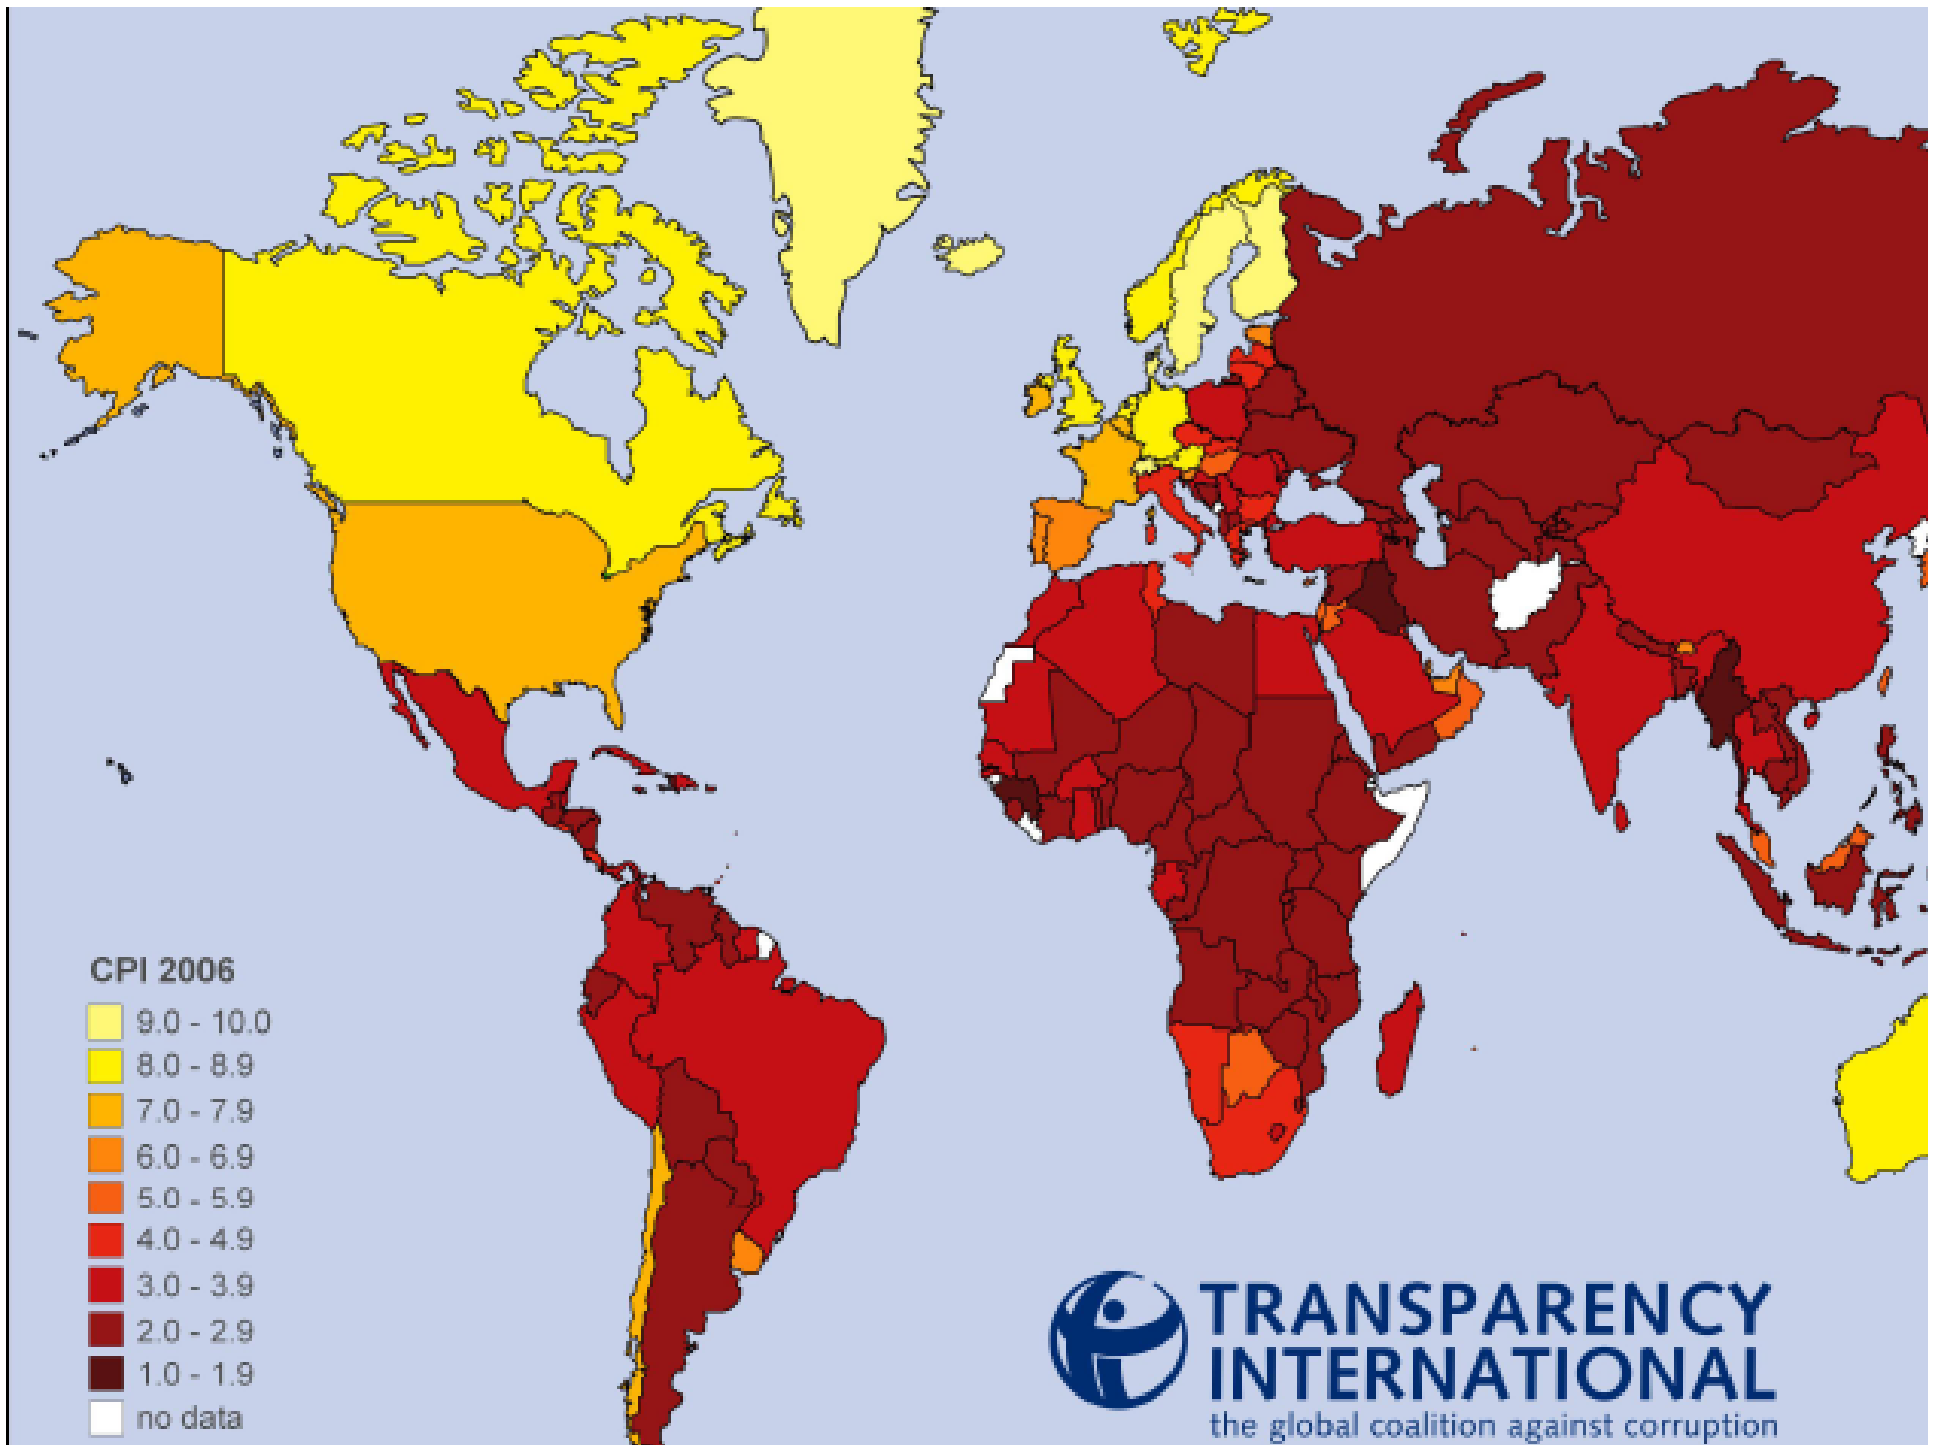 CPI 2006
9.0 - 10.0
8.0 - 8.9
7.0 - 7.9
6.0 - 6.9
5.0 - 5.9
4.0 - 4.9
3.0 - 3.9
2.0 - 2.9
1.0 - 1.9
no data
TRANSPARENCY
INTERNATIONAL
the global coalition against corruption